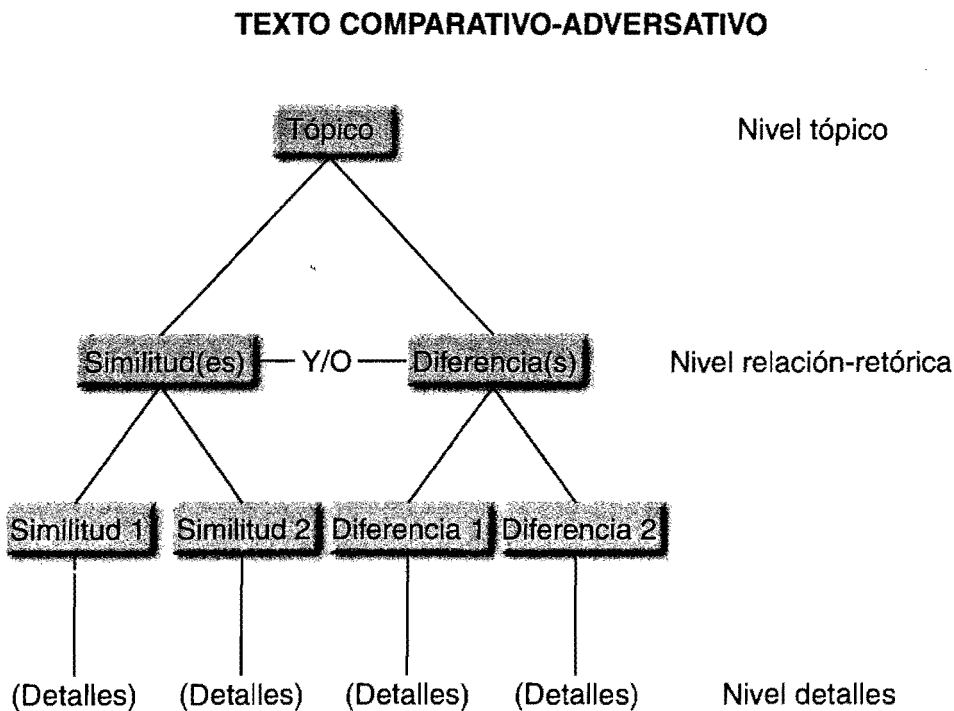 TEXTO COMPARATIVO-ADVERSATIVO
Tópico Nivel tópico
Similitud(es) Y/O Diferencia(s) Nivel relación-retórica
Similitud 1 Similitud 2 Diferencia 1 Diferencia 2
(Detalles) (Detalles) (Detalles) (Detalles) Nivel detalles